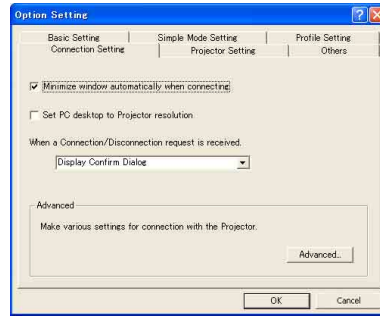 Option Setting
Basic Setting Simple Mode Setting Profile Setting
Connection Setting Projector Setting Others
Minimize window automatically when connecting
Set PC desktop to Projector resolution
When a Connection/Disconnection request is received.
Display Confirm Dialog
Advanced
Make various settings for connection with the Projector.
Advanced...
OK Cancel